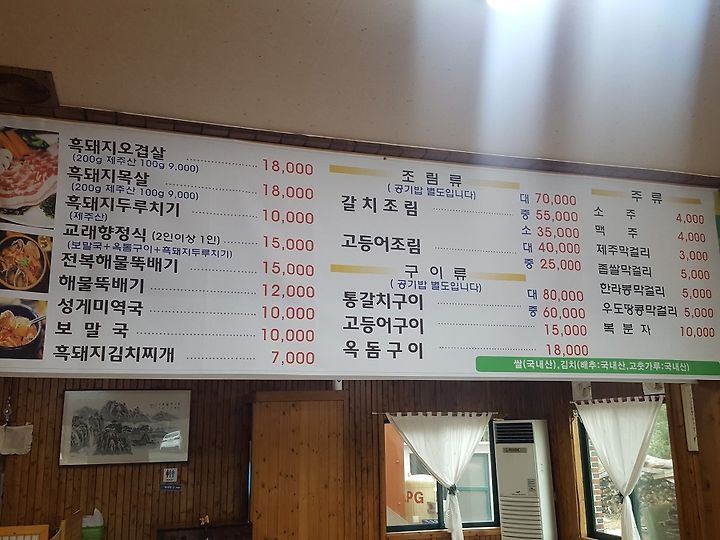 흑돼지오겹살 18,000
(200g 제주산 100g 9,000)
흑돼지목살 18,000
(200g 제주산 100g 9,000)
흑돼지두루치기 10,000
(제주산)
교래향정식 (2인이상 1인) 15,000
(보말국+옥돔구이+흑돼지두루치기)
전복해물뚝배기 15,000
해물뚝배기 12,000
성게미역국 10,000
보말국 10,000
흑돼지김치찌개 7,000
조림류
(공기밥 별도입니다)
갈치조림 대 70,000
중 55,000
소 35,000
고등어조림 대 40,000
중 25,000
구이류
(공기밥 별도입니다)
통갈치구이 대 80,000
중 60,000
고등어구이 15,000
옥돔구이 18,000
주류
소주 4,000
맥주 4,000
제주막걸리 3,000
좁쌀막걸리 5,000
한라봉막걸리 5,000
우도땅콩막걸리 5,000
복분자 10,000
쌀(국내산),김치(배추:국내산,고춧가루:국내산)
PG